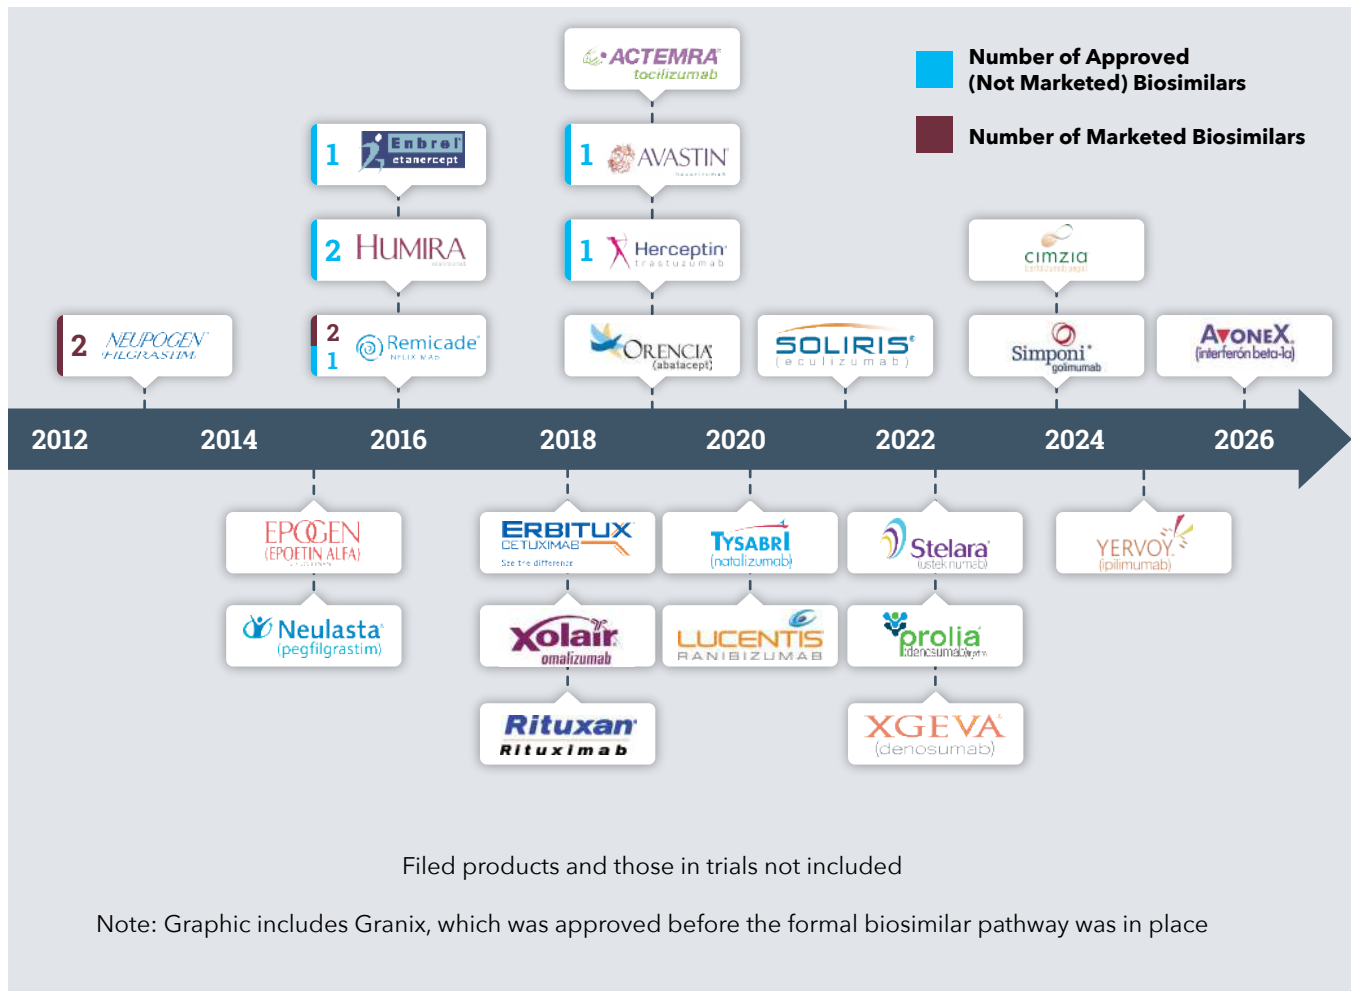 ACTEMRA
tocilizumab
Number of Approved
(Not Marketed) Biosimilars
Number of Marketed Biosimilars
1
Enbrel
etanercept
1
AVASTIN
2
HUMIRA
1
Herceptin
trastuzumab
cimzia
2
NEUPOGEN
2
1
Remicade
ORENCIA
(abatacept)
SOLIRIS
(eculizumab)
Simponi
golimumab
AVONEX
(interferón beta-1a)
2012 2014 2016 2018 2020 2022 2024 2026
EPOGEN
(EPOETIN ALFA)
ERBITUX
CETUXIMAB
See the difference
TYSABRI
(natalizumab)
Stelara
YERVOY
(ipilimumab)
Neulasta
(pegfilgrastim)
Xolair
omalizumab
LUCENTIS
RANIBIZUMAB
prolia
Rituxan
Rituximab
XGEVA
(denosumab)
Filed products and those in trials not included
Note: Graphic includes Granix, which was approved before the formal biosimilar pathway was in place